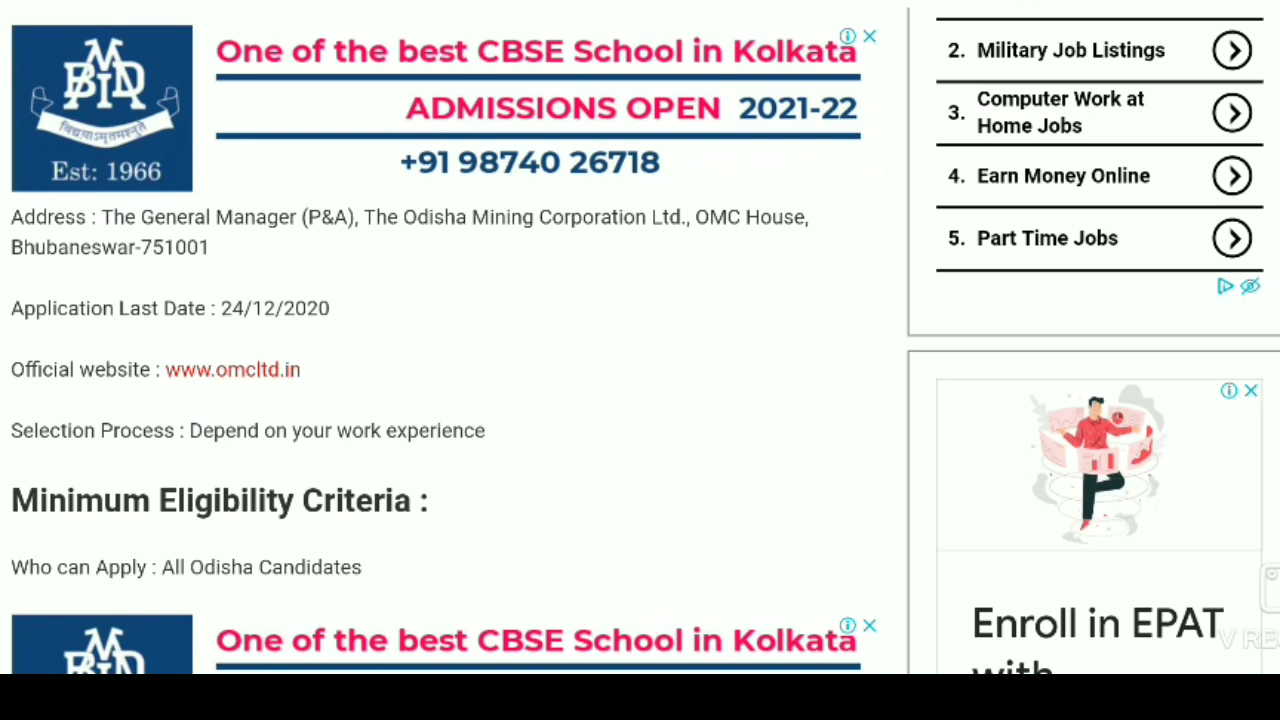 One of the best CBSE School in Kolkata
ADMISSIONS OPEN 2021-22
+91 98740 26718
Est: 1966
Address : The General Manager (P&A), The Odisha Mining Corporation Ltd., OMC House,
Bhubaneswar-751001
Application Last Date : 24/12/2020
Official website : www.omcltd.in
Selection Process : Depend on your work experience
Minimum Eligibility Criteria :
Who can Apply : All Odisha Candidates
One of the best CBSE School in Kolkata
2. Military Job Listings
3. Computer Work at
Home Jobs
4. Earn Money Online
5. Part Time Jobs
Enroll in EPAT
with